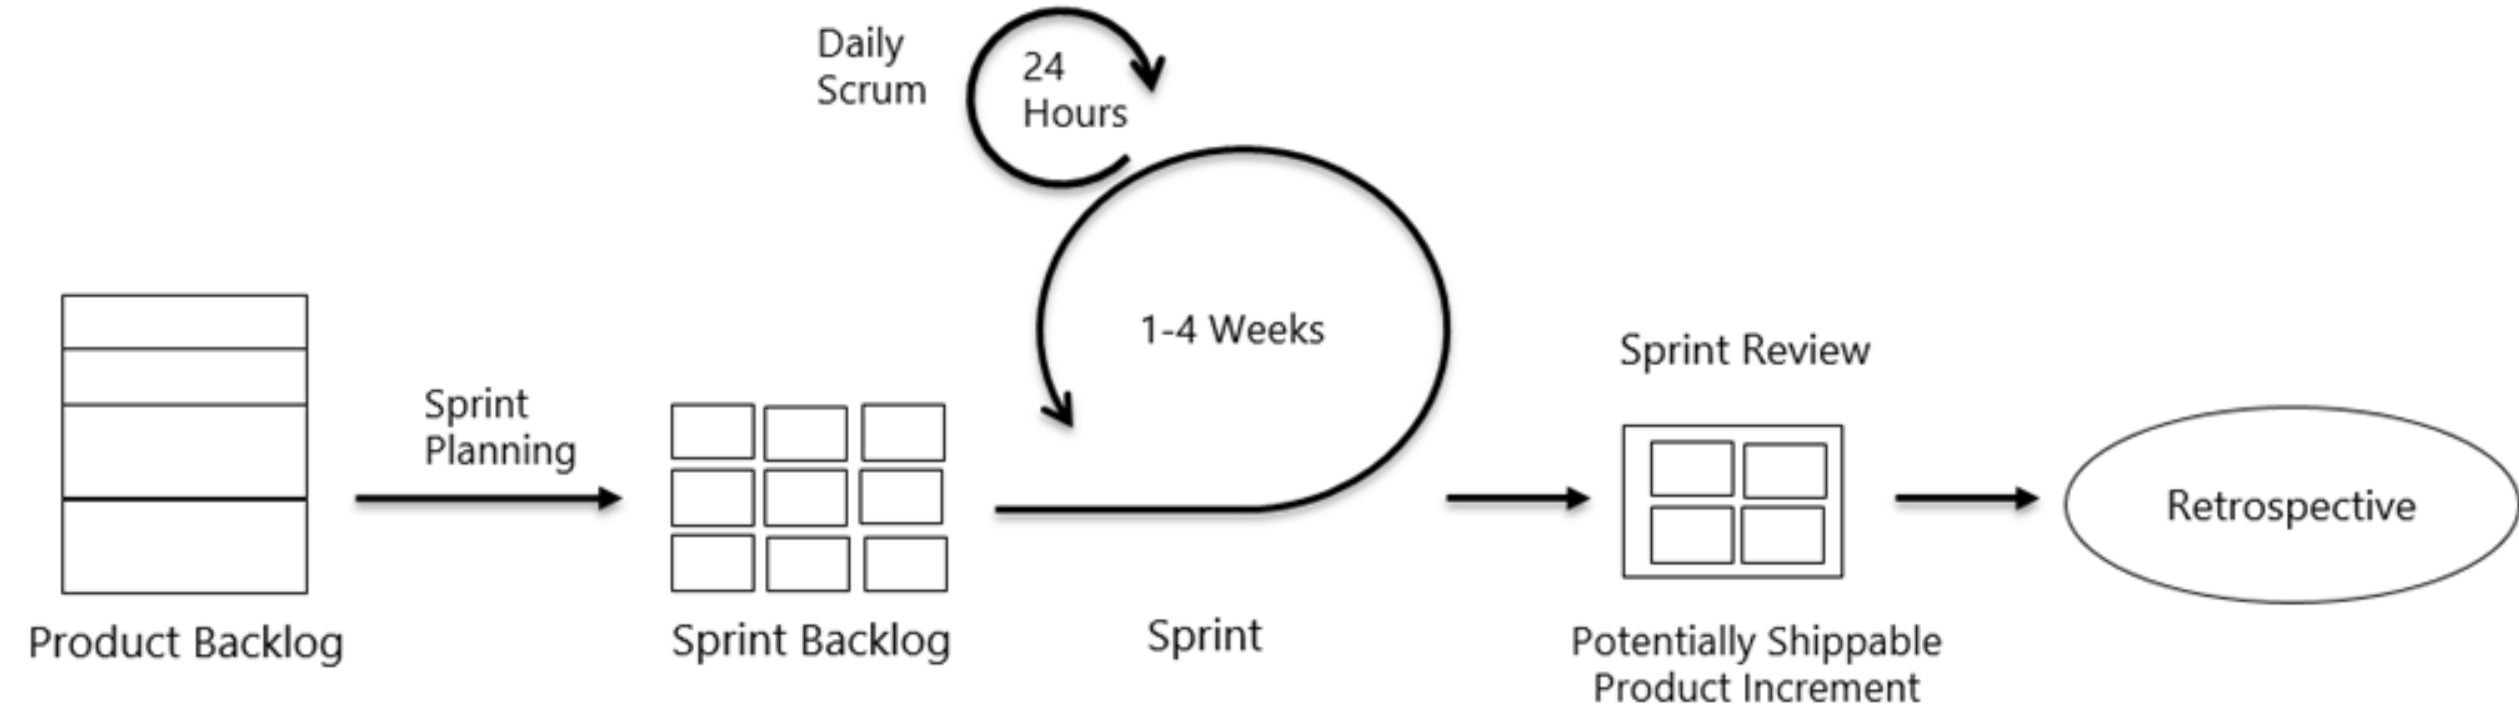 Daily
Scrum
24
Hours
1-4 Weeks
Sprint
Planning
Sprint Review
Retrospective
Product Backlog
Sprint Backlog
Sprint
Potentially Shippable
Product Increment